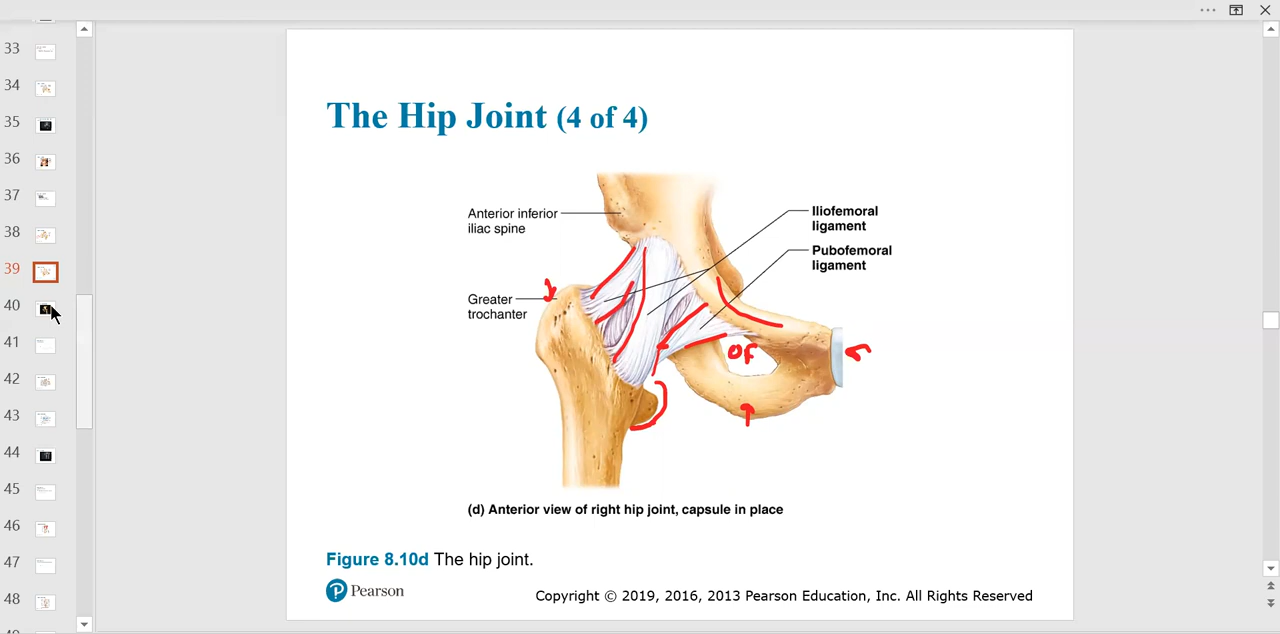 33
34
35
36
37
38
39
40
41
42
43
44
45
46
47
48
The Hip Joint (4 of 4)
Anterior inferior
iliac spine
Greater
trochanter
Iliofemoral
ligament
Pubofemoral
ligament
OF
(d) Anterior view of right hip joint, capsule in place
Figure 8.10d The hip joint.
P Pearson
Copyright © 2019, 2016, 2013 Pearson Education, Inc. All Rights Reserved